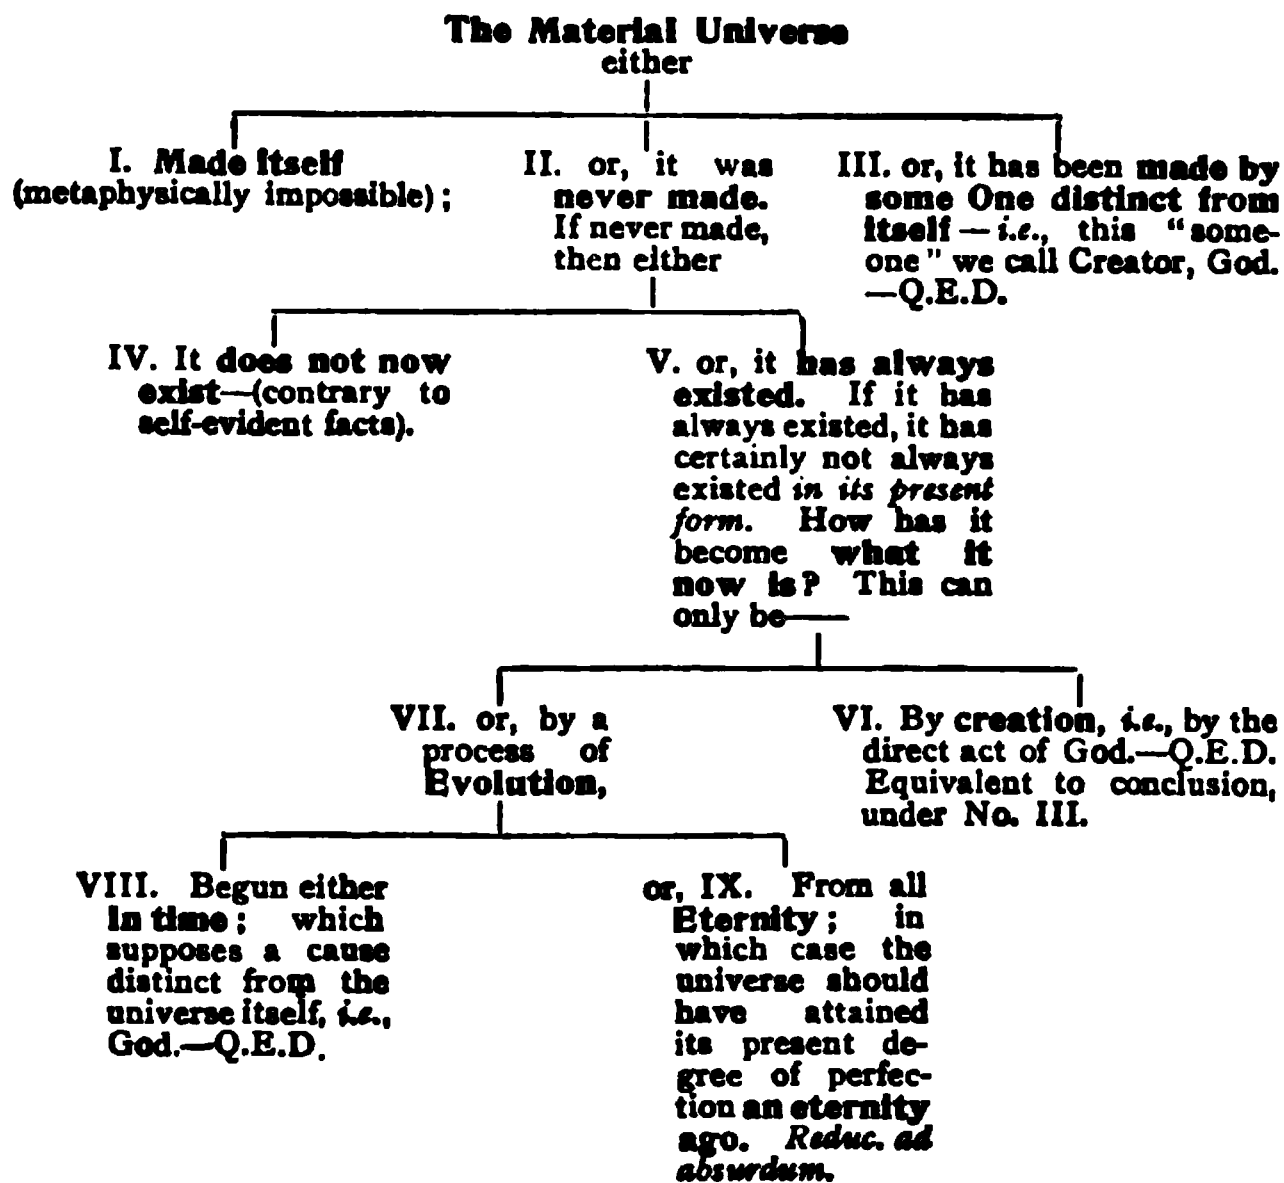 The Material Universe
either
I. Made itself
(metaphysically impossible);
II. or, it was
never made.
If never made,
then either
III. or, it has been made by
some One distinct from
itself—i.e., this “some-
one” we call Creator, God.
—Q.E.D.
IV. It does not now
exist—(contrary to
self-evident facts).
V. or, it has always
existed. If it has
always existed, it has
certainly not always
existed in its present
form. How has it
become what it
now is? This can
only be——
VII. or, by a
process of
Evolution,
VI. By creation, i.e., by the
direct act of God.—Q.E.D.
Equivalent to conclusion,
under No. III.
VIII. Begun either
in time; which
supposes a cause
distinct from the
universe itself, i.e.,
God.—Q.E.D.
or, IX. From all
Eternity; in
which case the
universe should
have attained
its present de-
gree of perfec-
tion an eternity
ago. Reduc. ad
absurdum.